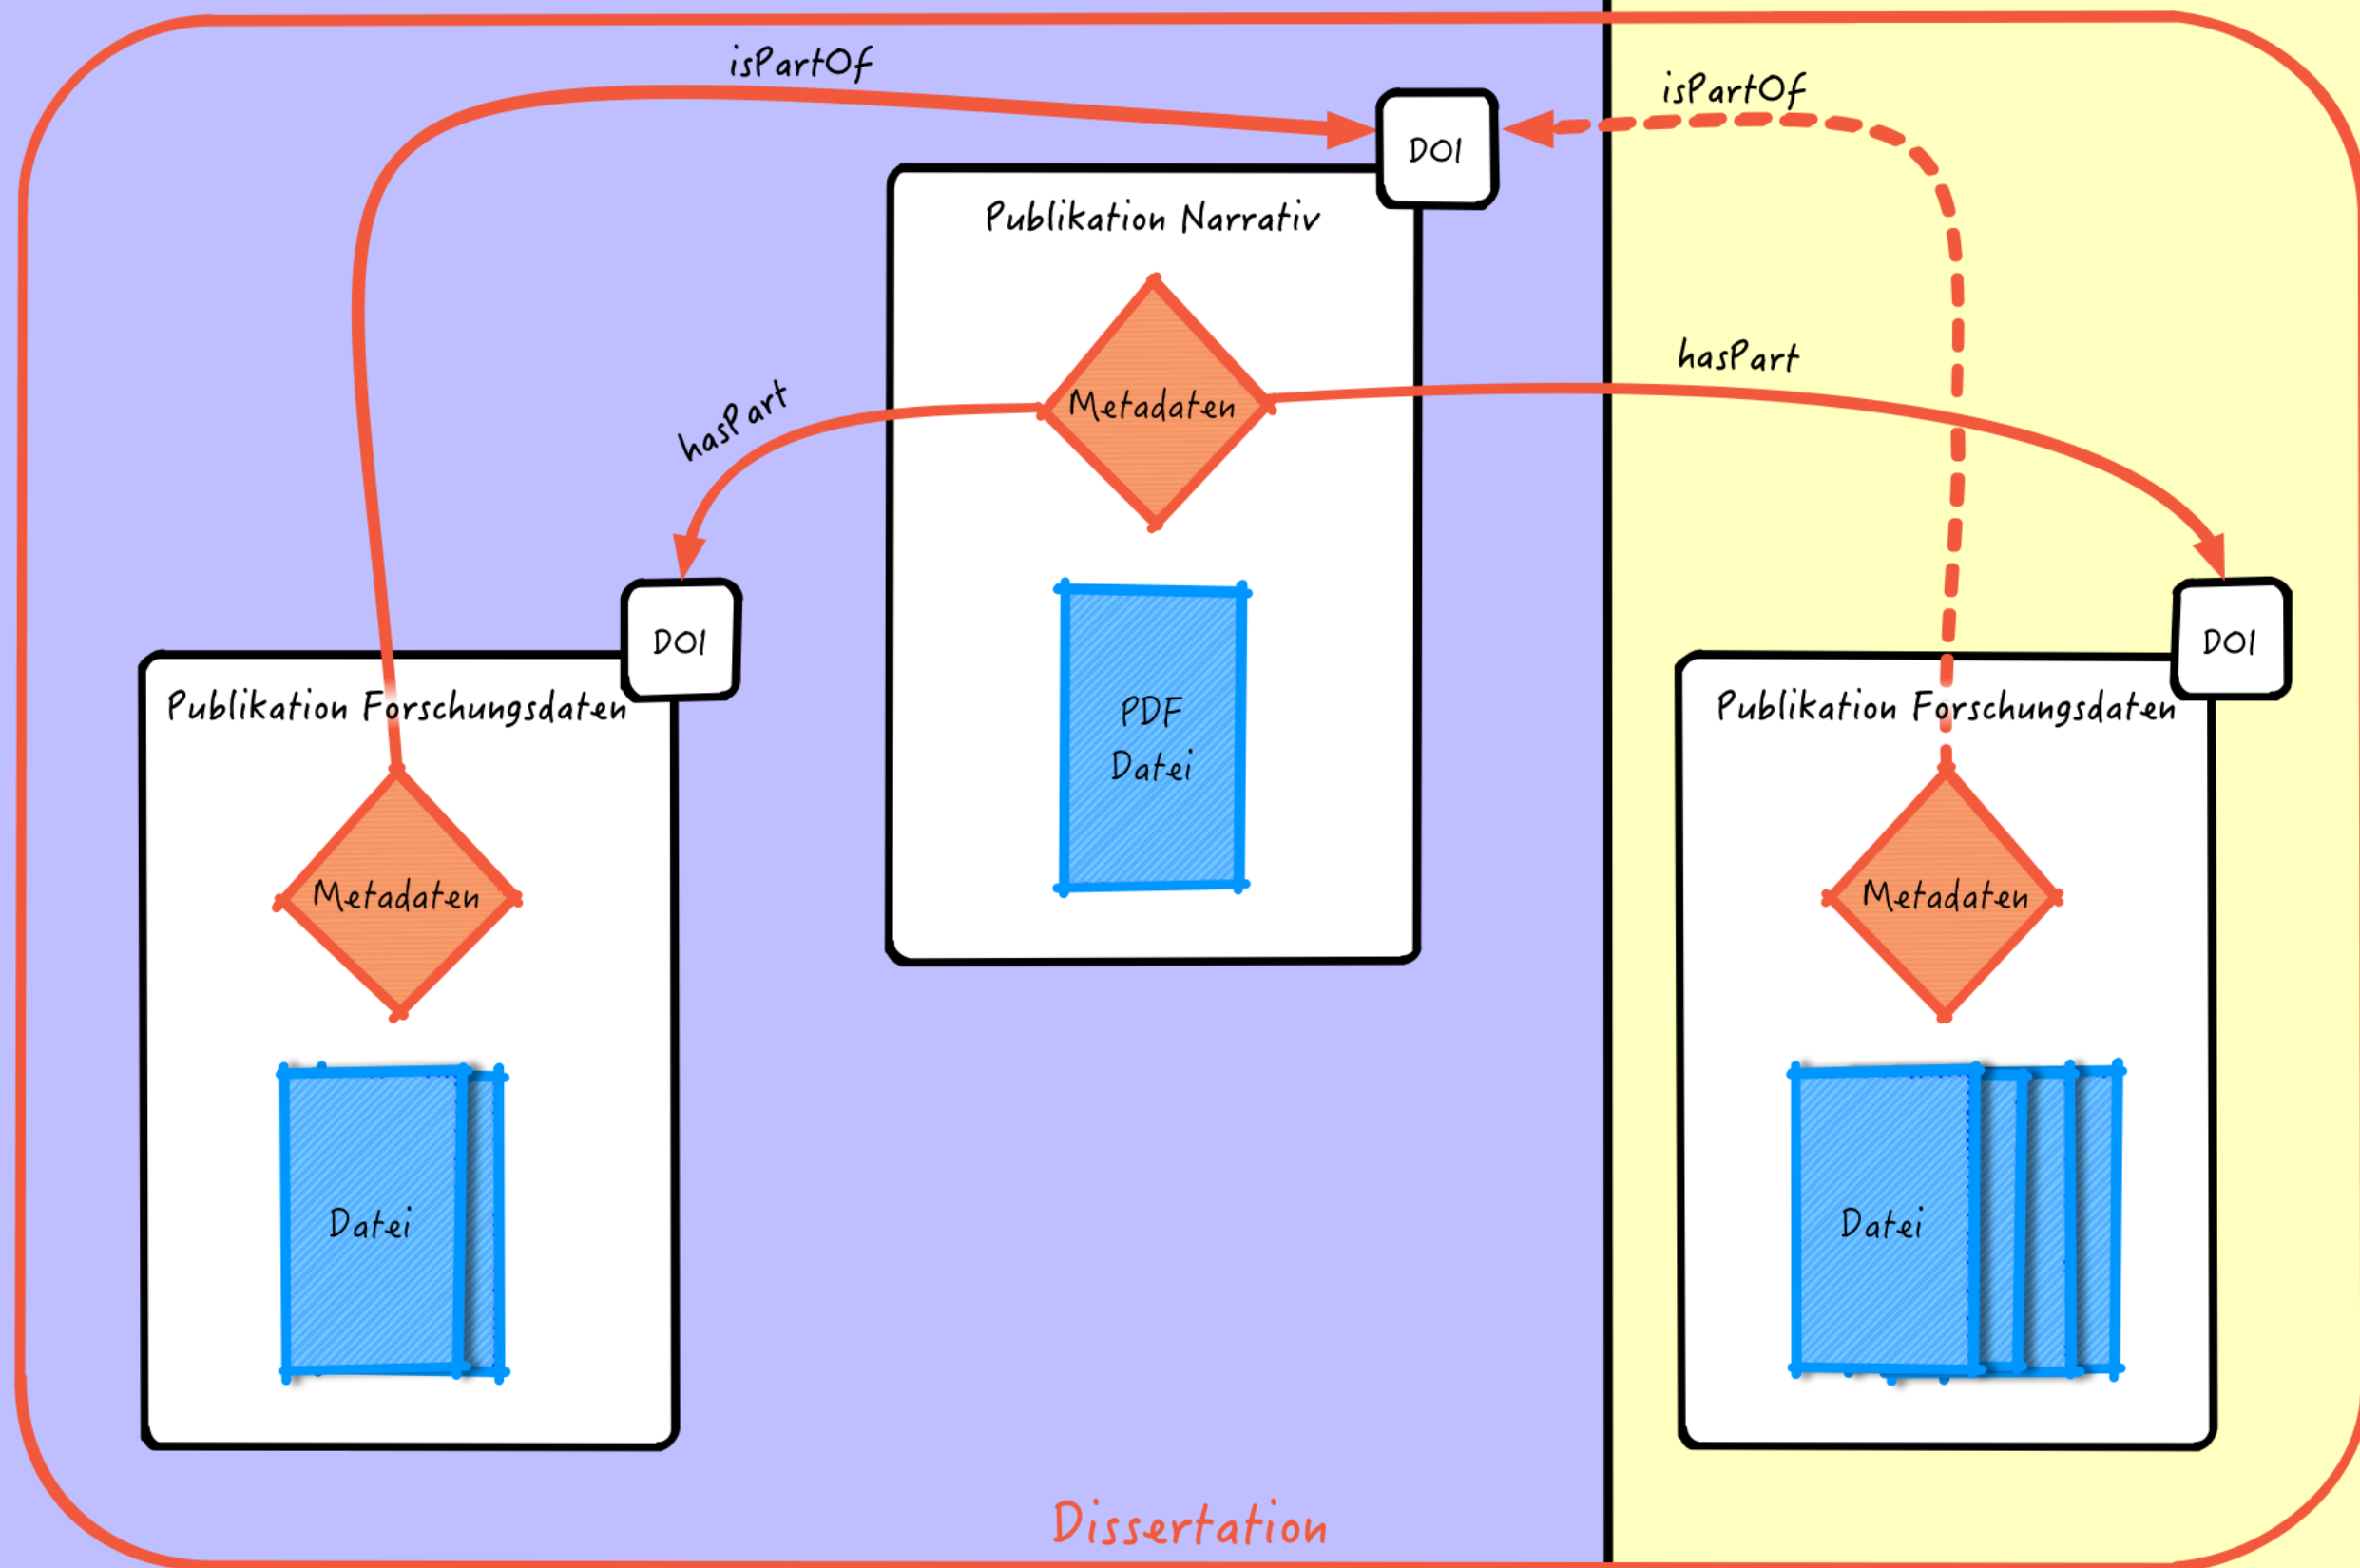 isPartOf
isPartOf
DOI
Publikation Narrativ
hasPart
hasPart
Metadaten
DOI
DOI
Publikation Forschungsdaten
PDF
Datei
Publikation Forschungsdaten
Metadaten
Metadaten
Datei
Datei
Dissertation